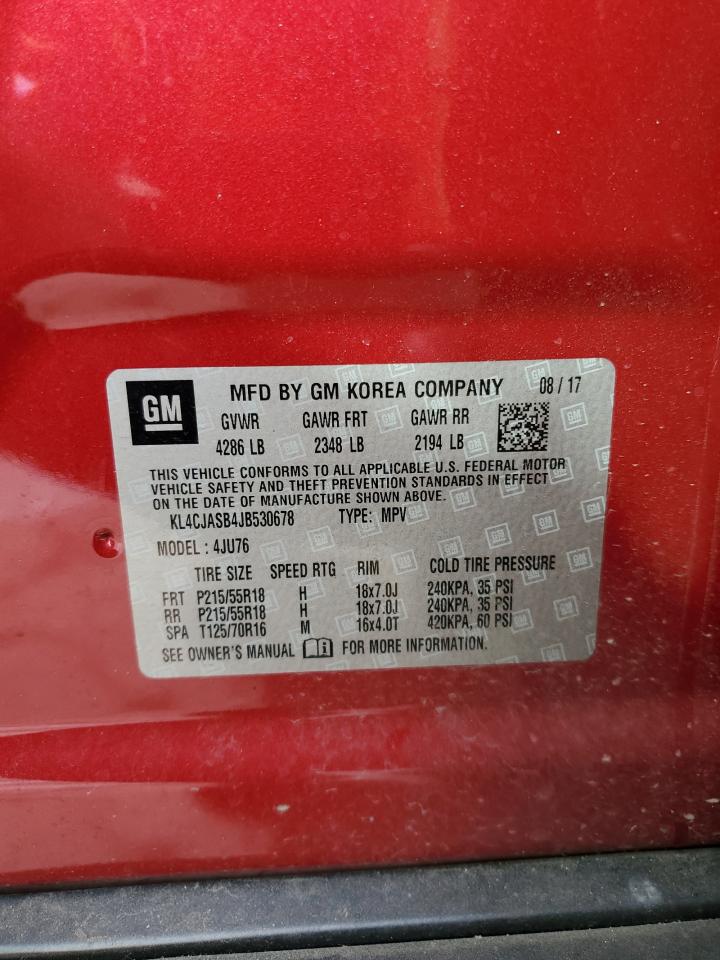 GM MFD BY GM KOREA COMPANY 08 / 17
GVWR GAWR FRT GAWR RR
4286 LB 2348 LB 2194 LB
THIS VEHICLE CONFORMS TO ALL APPLICABLE U.S. FEDERAL MOTOR
VEHICLE SAFETY AND THEFT PREVENTION STANDARDS IN EFFECT
ON THE DATE OF MANUFACTURE SHOWN ABOVE.
KL4CJASB4JB530678 TYPE: MPV
MODEL : 4JU76
TIRE SIZE SPEED RTG RIM COLD TIRE PRESSURE
FRT P215/55R18 H 18x7.0J 240KPA, 35 PSI
RR P215/55R18 H 18x7.0J 240KPA, 35 PSI
SPA T125/70R16 M 16x4.0T 420KPA, 60 PSI
SEE OWNER'S MANUAL i FOR MORE INFORMATION.